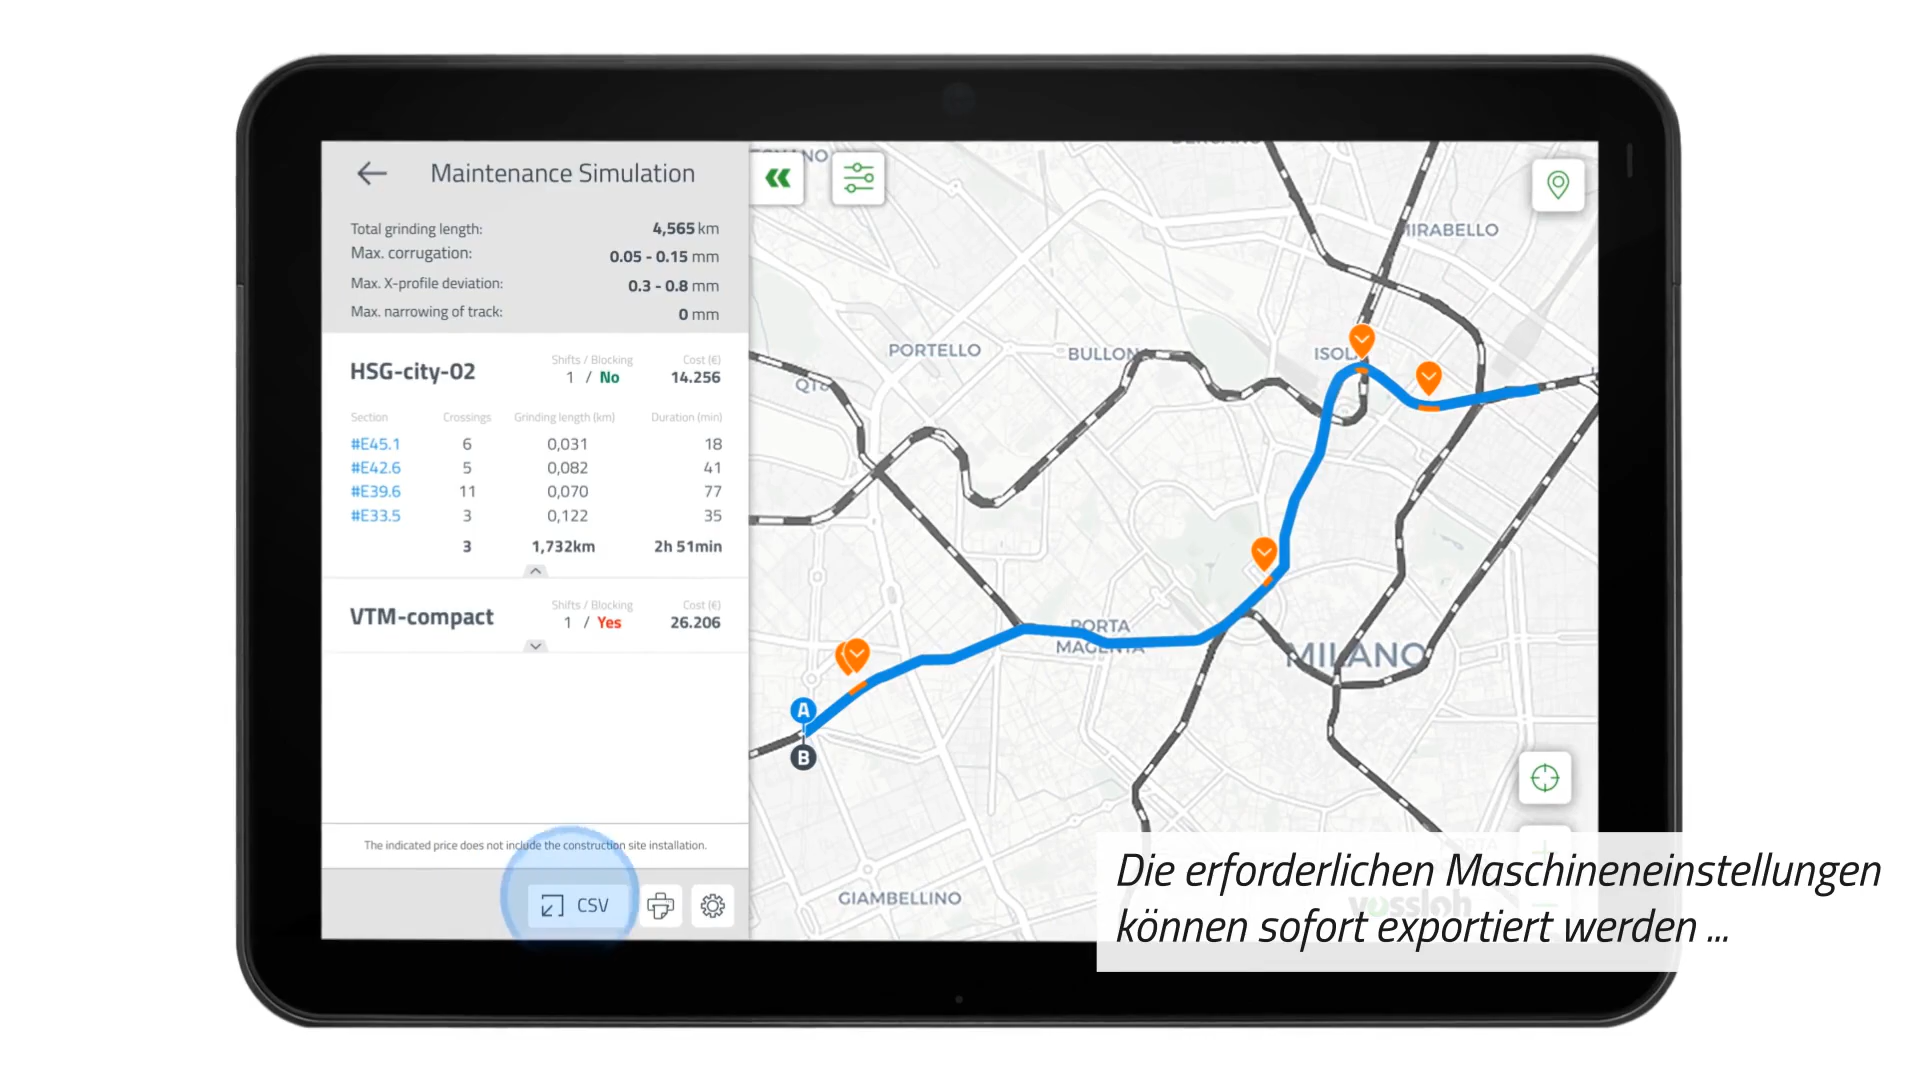 Maintenance Simulation
Total grinding length: 4,565 km
Max. corrugation: 0.05 - 0.15 mm
Max. X-profile deviation: 0.3 - 0.8 mm
Max. narrowing of track: 0 mm
HSG-city-02
Shifts / Blocking Cost (€)
1 / No 14.256
Section Crossings Grinding length (km) Duration (min)
#E45.1 6 0,031 18
#E42.6 5 0,082 41
#E39.6 11 0,070 77
#E33.5 3 0,122 35
3 1,732km 2h 51min
VTM-compact
Shifts / Blocking Cost (€)
1 / Yes 26.206
The indicated price does not include the construction site installation.
CSV
MIRABELLO
PORTELLO
BULLONA
ISOLA
QT8
PORTA
MAGENTA
MILANO
A
B
GIAMBELLINO
PORTA
vossloh
Die erforderlichen Maschineneinstellungen
können sofort exportiert werden ...